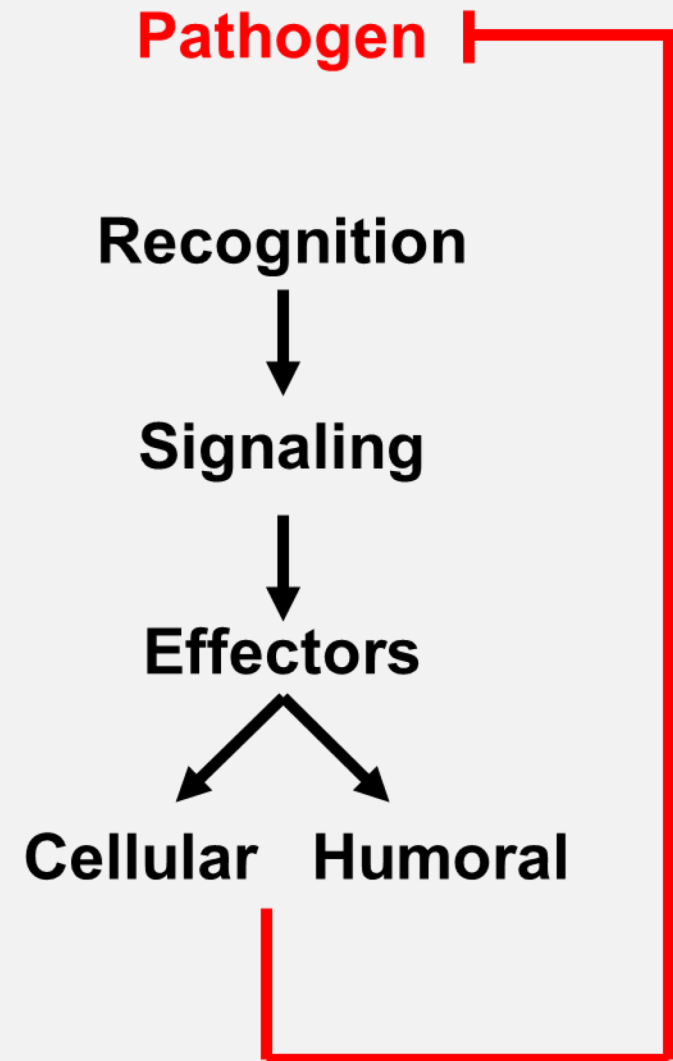 Pathogen
Recognition
Signaling
Effectors
Cellular Humoral